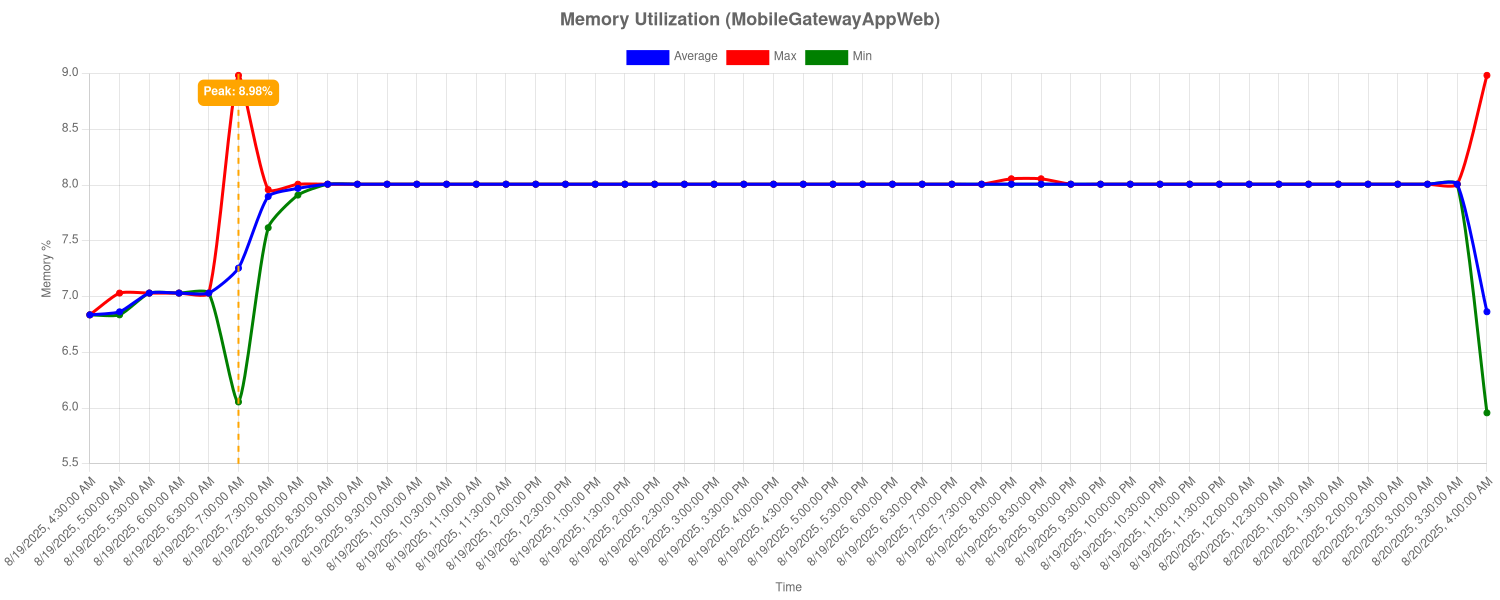 Memory Utilization (MobileGatewayAppWeb)
Average Max Min
9.0
Peak: 8.98%
8.5
8.0
7.5
7.0
6.5
6.0
5.5
Memory %
8/19/2025, 4:30:00 AM
8/19/2025, 5:00:00 AM
8/19/2025, 5:30:00 AM
8/19/2025, 6:00:00 AM
8/19/2025, 6:30:00 AM
8/19/2025, 7:00:00 AM
8/19/2025, 7:30:00 AM
8/19/2025, 8:00:00 AM
8/19/2025, 8:30:00 AM
8/19/2025, 9:00:00 AM
8/19/2025, 9:30:00 AM
8/19/2025, 10:00:00 AM
8/19/2025, 10:30:00 AM
8/19/2025, 11:00:00 AM
8/19/2025, 11:30:00 AM
8/19/2025, 12:00:00 PM
8/19/2025, 12:30:00 PM
8/19/2025, 1:00:00 PM
8/19/2025, 1:30:00 PM
8/19/2025, 2:00:00 PM
8/19/2025, 2:30:00 PM
8/19/2025, 3:00:00 PM
8/19/2025, 3:30:00 PM
8/19/2025, 4:00:00 PM
8/19/2025, 4:30:00 PM
8/19/2025, 5:00:00 PM
8/19/2025, 5:30:00 PM
8/19/2025, 6:00:00 PM
8/19/2025, 6:30:00 PM
8/19/2025, 7:00:00 PM
8/19/2025, 7:30:00 PM
8/19/2025, 8:00:00 PM
8/19/2025, 8:30:00 PM
8/19/2025, 9:00:00 PM
8/19/2025, 9:30:00 PM
8/19/2025, 10:00:00 PM
8/19/2025, 10:30:00 PM
8/19/2025, 11:00:00 PM
8/19/2025, 11:30:00 PM
8/20/2025, 12:00:00 AM
8/20/2025, 12:30:00 AM
8/20/2025, 1:00:00 AM
8/20/2025, 1:30:00 AM
8/20/2025, 2:00:00 AM
8/20/2025, 2:30:00 AM
8/20/2025, 3:00:00 AM
8/20/2025, 3:30:00 AM
8/20/2025, 4:00:00 AM
Time